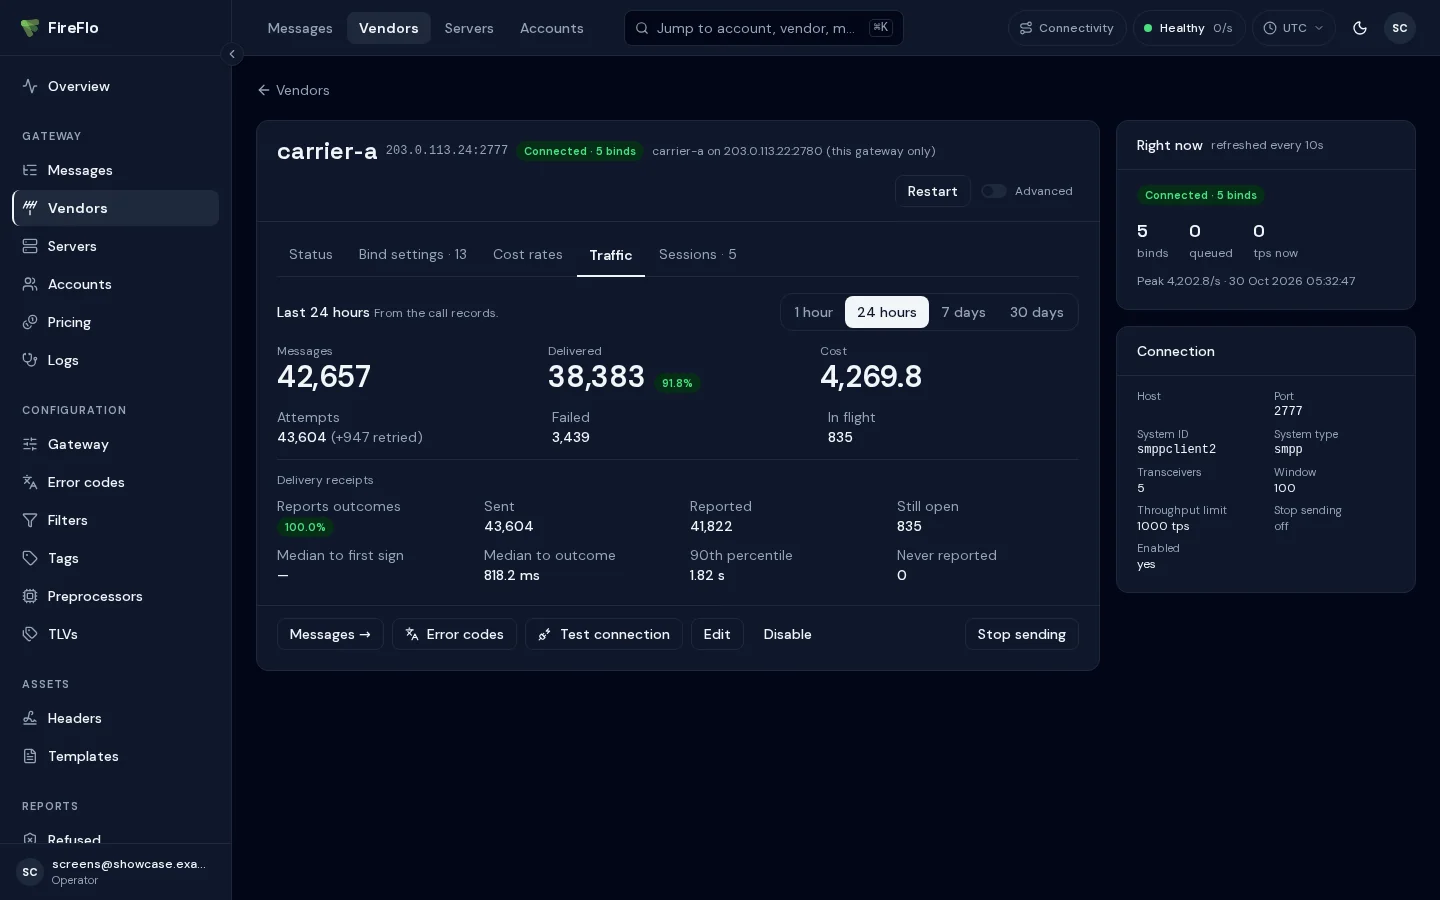 FireFlo
Messages
Vendors
Servers
Accounts
Jump to account, vendor, m...
⌘K
Connectivity
Healthy 0/s
UTC
SC
Overview
GATEWAY
Messages
Vendors
Servers
Accounts
Pricing
Logs
CONFIGURATION
Gateway
Error codes
Filters
Tags
Preprocessors
TLVs
ASSETS
Headers
Templates
REPORTS
Refused
SC
screens@showcase.exa...
Operator
← Vendors
carrier-a 203.0.113.24:2777 Connected · 5 binds carrier-a on 203.0.113.22:2780 (this gateway only)
Restart Advanced
Status Bind settings · 13 Cost rates Traffic Sessions · 5
Last 24 hours From the call records.
1 hour 24 hours 7 days 30 days
Messages Delivered Cost
42,657 38,383 91.8% 4,269.8
Attempts Failed In flight
43,604 (+947 retried) 3,439 835
Delivery receipts
Reports outcomes Sent Reported Still open
100.0% 43,604 41,822 835
Median to first sign Median to outcome 90th percentile Never reported
— 818.2 ms 1.82 s 0
Messages → Error codes Test connection Edit Disable Stop sending
Right now refreshed every 10s
Connected · 5 binds
5 0 0
binds queued tps now
Peak 4,202.8/s · 30 Oct 2026 05:32:47
Connection
Host Port
2777
System ID System type
smppclient2 smpp
Transceivers Window
5 100
Throughput limit Stop sending
1000 tps off
Enabled
yes